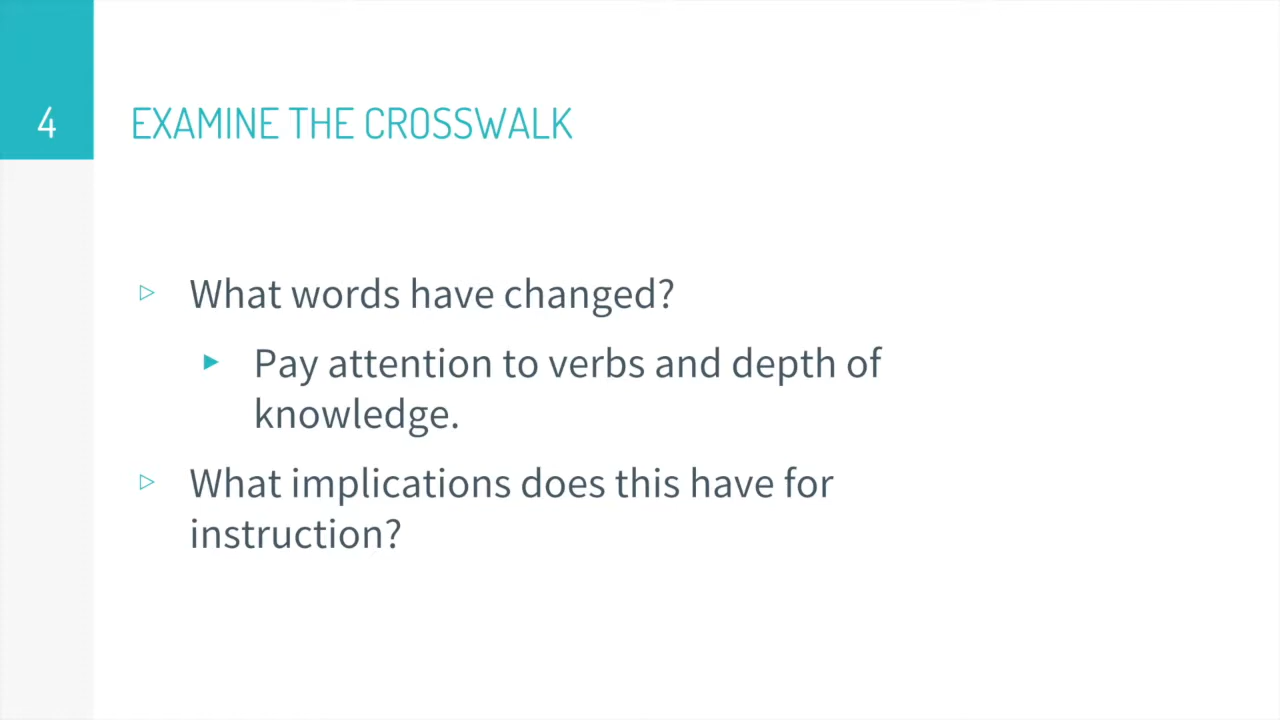 4
EXAMINE THE CROSSWALK
What words have changed?
Pay attention to verbs and depth of
knowledge.
What implications does this have for
instruction?